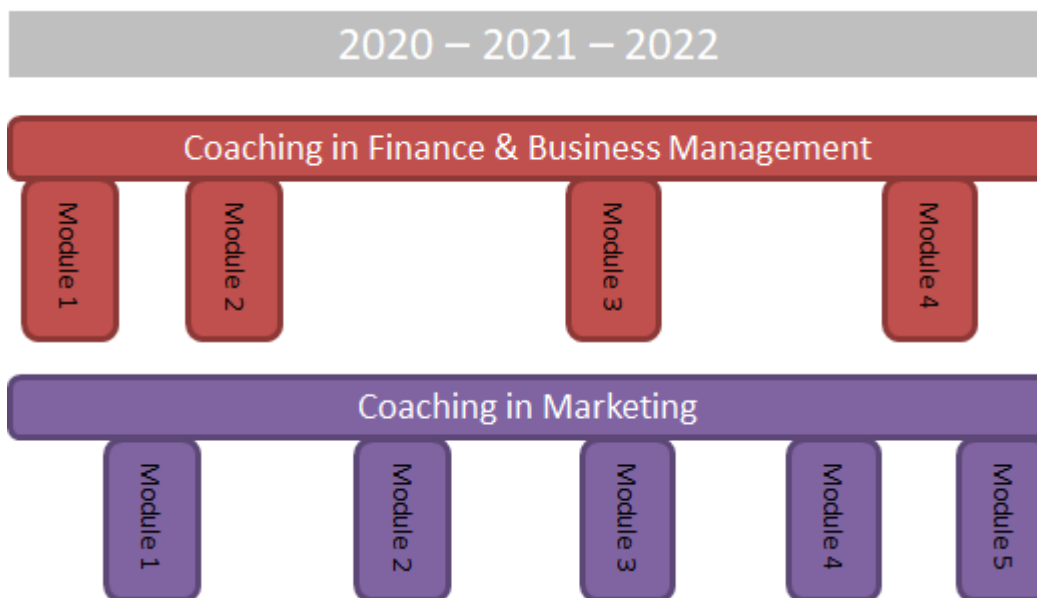 2020 – 2021 – 2022
Coaching in Finance & Business Management
Module 1
Module 2
Module 3
Module 4
Coaching in Marketing
Module 1
Module 2
Module 3
Module 4
Module 5